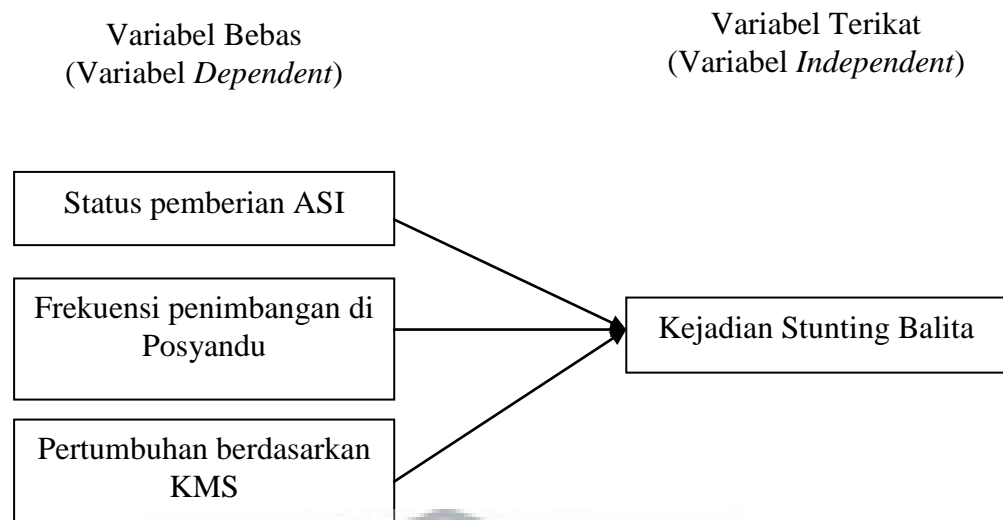 Variabel Bebas
(Variabel Dependent)
Variabel Terikat
(Variabel Independent)
Status pemberian ASI
Frekuensi penimbangan di
Posyandu
Pertumbuhan berdasarkan
KMS
Kejadian Stunting Balita